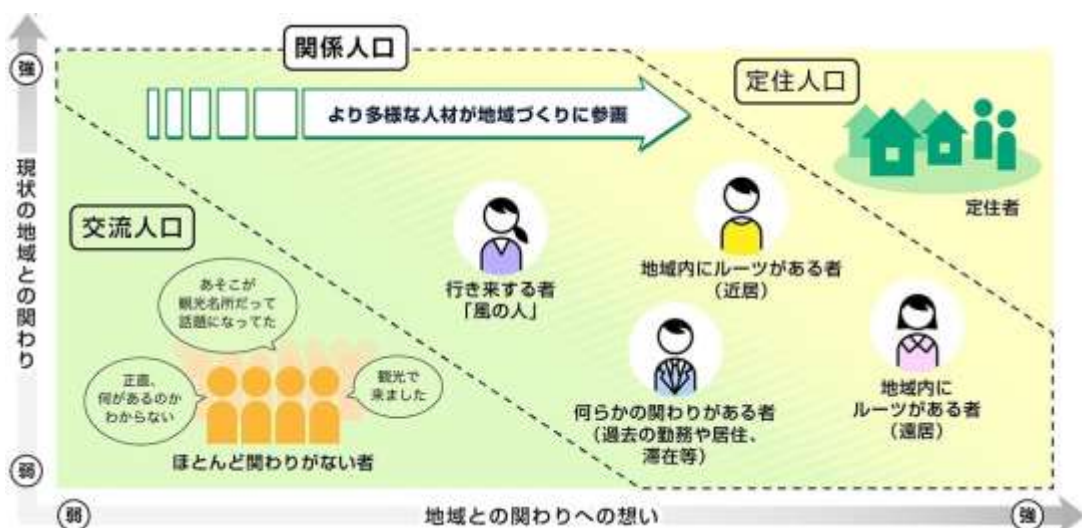 関係人口
強
より多様な人材が地域づくりに参画
定住人口
定住者
現状の地域との関わり
交流人口
あそこが
観光名所だって
話題になってた
正直、
何があるのか
わからない
観光で
来ました
ほとんど関わりがない者
行き来する者
「風の人」
地域内にルーツがある者
（近居）
何らかの関わりがある者
（過去の勤務や居住、
滞在等）
地域内に
ルーツがある者
（遠居）
弱
弱
地域との関わりへの想い
強